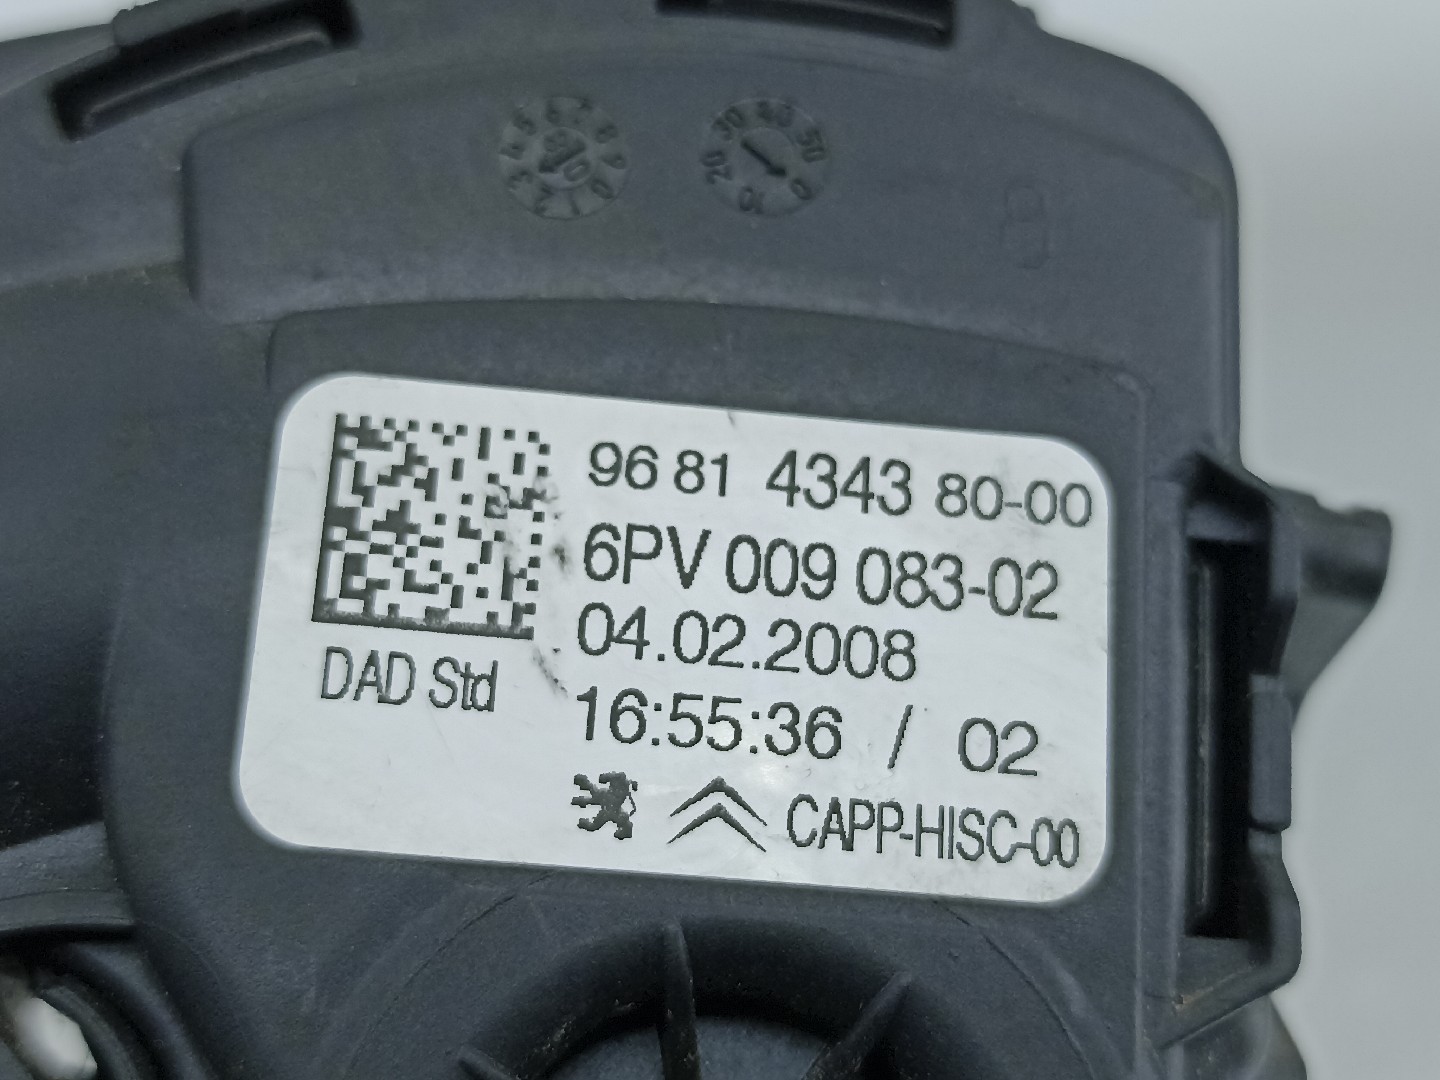 96 81 4343 80-00
6PV 009 083-02
04.02.2008
16:55:36 / 02
DAD Std
CAPP-HISC-00